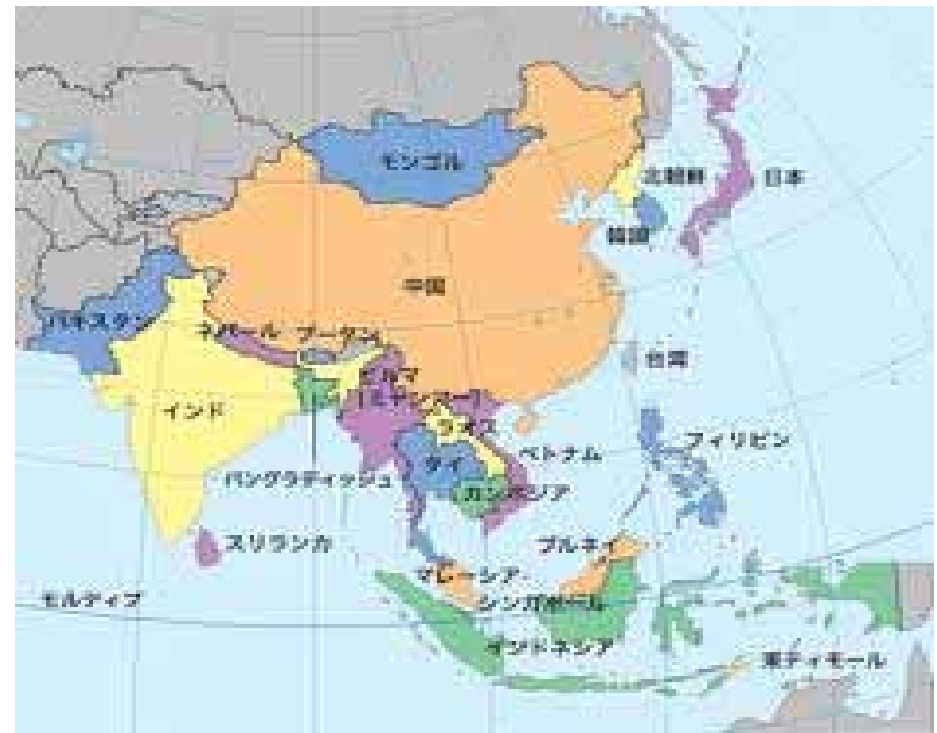 モンゴル
北朝鮮
日本
韓国
中国
パキスタン
ネパール
ブータン
台湾
ビルマ
(ミャンマー)
インド
ラオス
フィリピン
ベトナム
タイ
バングラディッシュ
カンボジア
スリランカ
ブルネイ
マレーシア
モルディブ
シンガポール
インドネシア
東ティモール